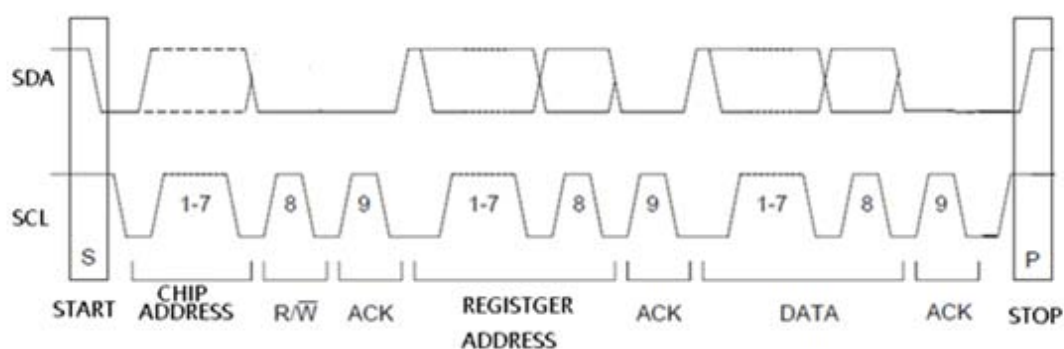 SDA
SCL
1-7 8 9 1-7 8 9 1-7 8 9
S P
START CHIP ADDRESS R/W̅ ACK REGISTGER ADDRESS ACK DATA ACK STOP